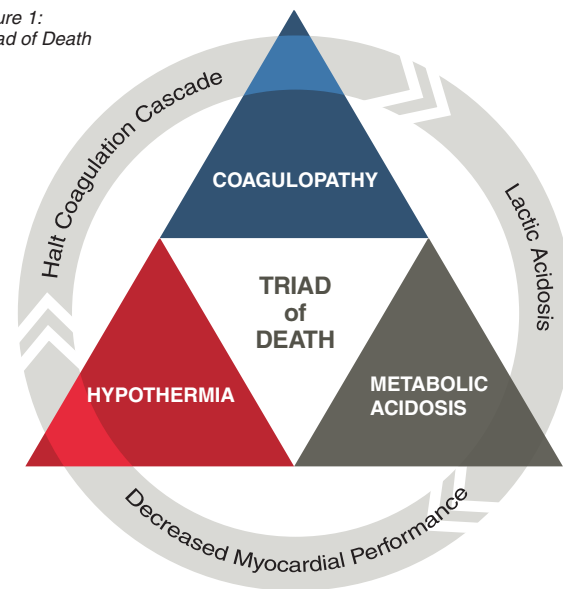 ure 1:
ad of Death
Halt Coagulation Cascade
Lactic Acidosis
COAGULOPATHY
TRIAD
of
DEATH
HYPOTHERMIA
METABOLIC
ACIDOSIS
Decreased Myocardial Performance